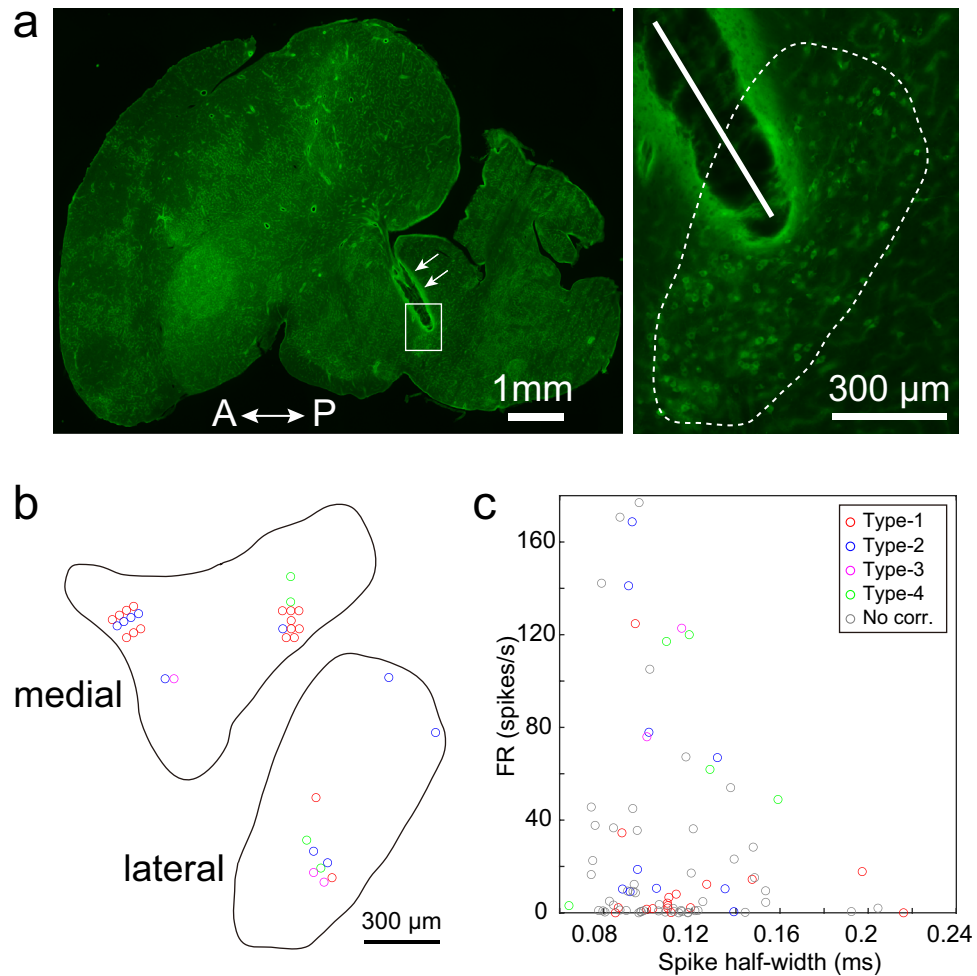 a
1mm
A P
300 µm
b
medial
lateral
300 µm
c
FR (spikes/s)
160
120
80
40
0
0.08 0.12 0.16 0.2 0.24
Spike half-width (ms)
Type-1
Type-2
Type-3
Type-4
No corr.